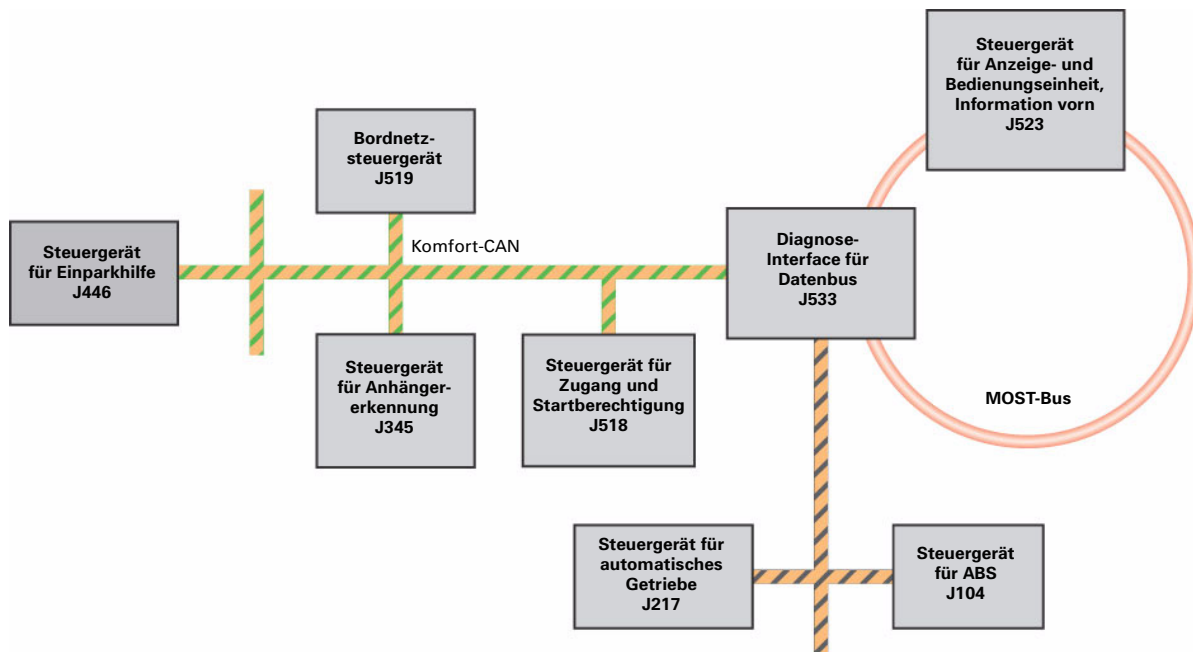 Steuergerät
für Anzeige- und
Bedienungseinheit,
Information vorn
J523
Bordnetz-
steuergerät
J519
Steuergerät
für Einparkhilfe
J446
Komfort-CAN
Diagnose-
Interface für
Datenbus
J533
Steuergerät
für Anhänger-
erkennung
J345
Steuergerät für
Zugang und
Startberechtigung
J518
MOST-Bus
Steuergerät für
automatisches
Getriebe
J217
Steuergerät
für ABS
J104